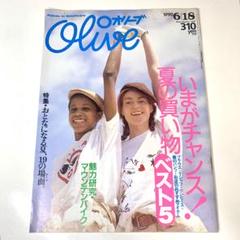 Olive
オリーブ
1990
6/18
310
いまがチャンス!
夏の買い物
ベスト5
特集・おとなになる夏、19の場面
魅力研究、
マウンテンバイク